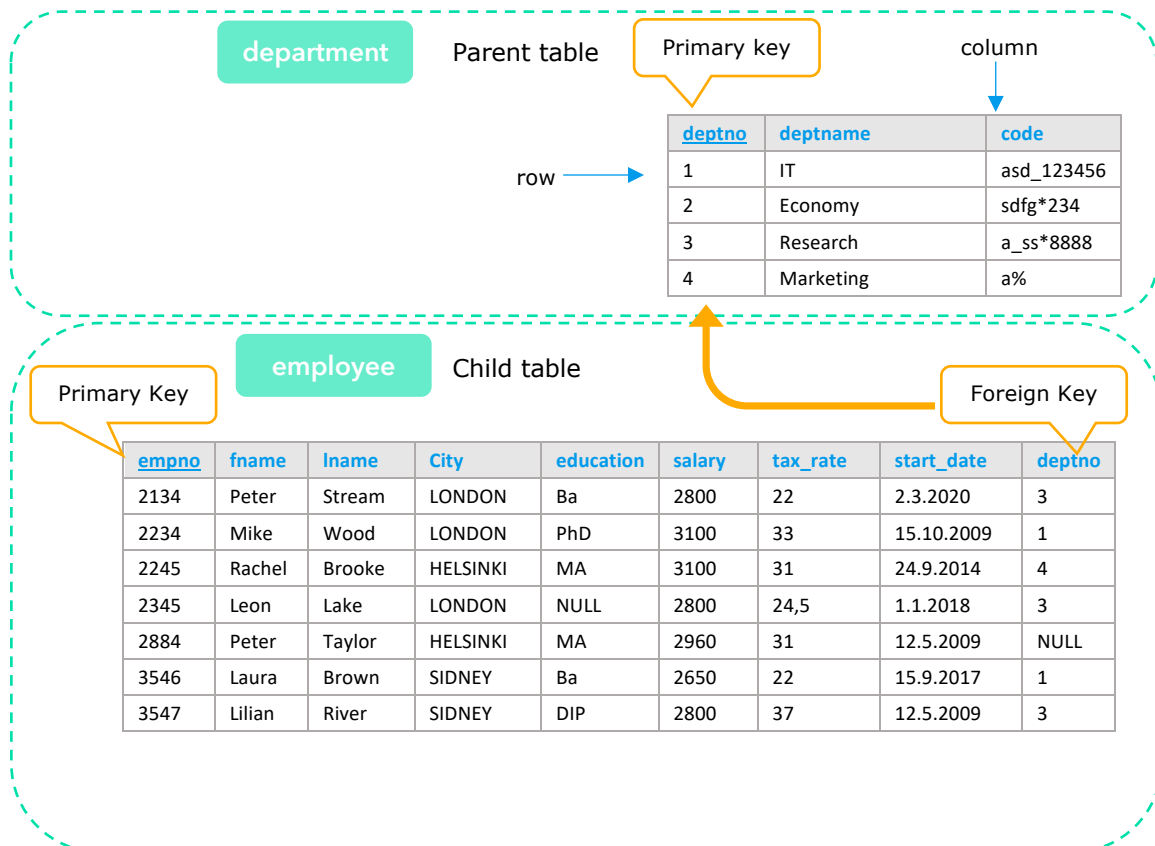 department Parent table Primary key column
deptno deptname code
row
1 IT asd_123456
2 Economy sdfg*234
3 Research a_ss*8888
4 Marketing a%
employee Child table
Primary Key Foreign Key
empno fname lname City education salary tax_rate start_date deptno
2134 Peter Stream LONDON Ba 2800 22 2.3.2020 3
2234 Mike Wood LONDON PhD 3100 33 15.10.2009 1
2245 Rachel Brooke HELSINKI MA 3100 31 24.9.2014 4
2345 Leon Lake LONDON NULL 2800 24,5 1.1.2018 3
2884 Peter Taylor HELSINKI MA 2960 31 12.5.2009 NULL
3546 Laura Brown SIDNEY Ba 2650 22 15.9.2017 1
3547 Lilian River SIDNEY DIP 2800 37 12.5.2009 3